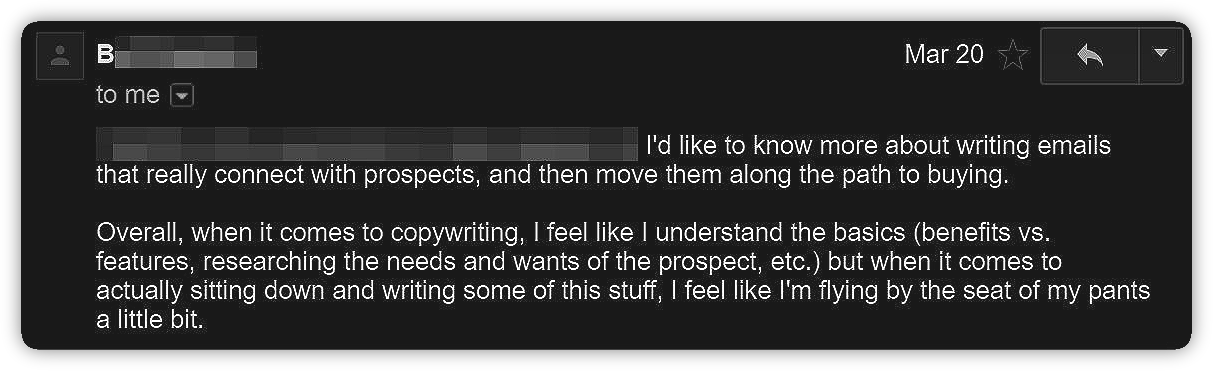 B
Mar 20
to me
I'd like to know more about writing emails
that really connect with prospects, and then move them along the path to buying.
Overall, when it comes to copywriting, I feel like I understand the basics (benefits vs.
features, researching the needs and wants of the prospect, etc.) but when it comes to
actually sitting down and writing some of this stuff, I feel like I'm flying by the seat of my pants
a little bit.